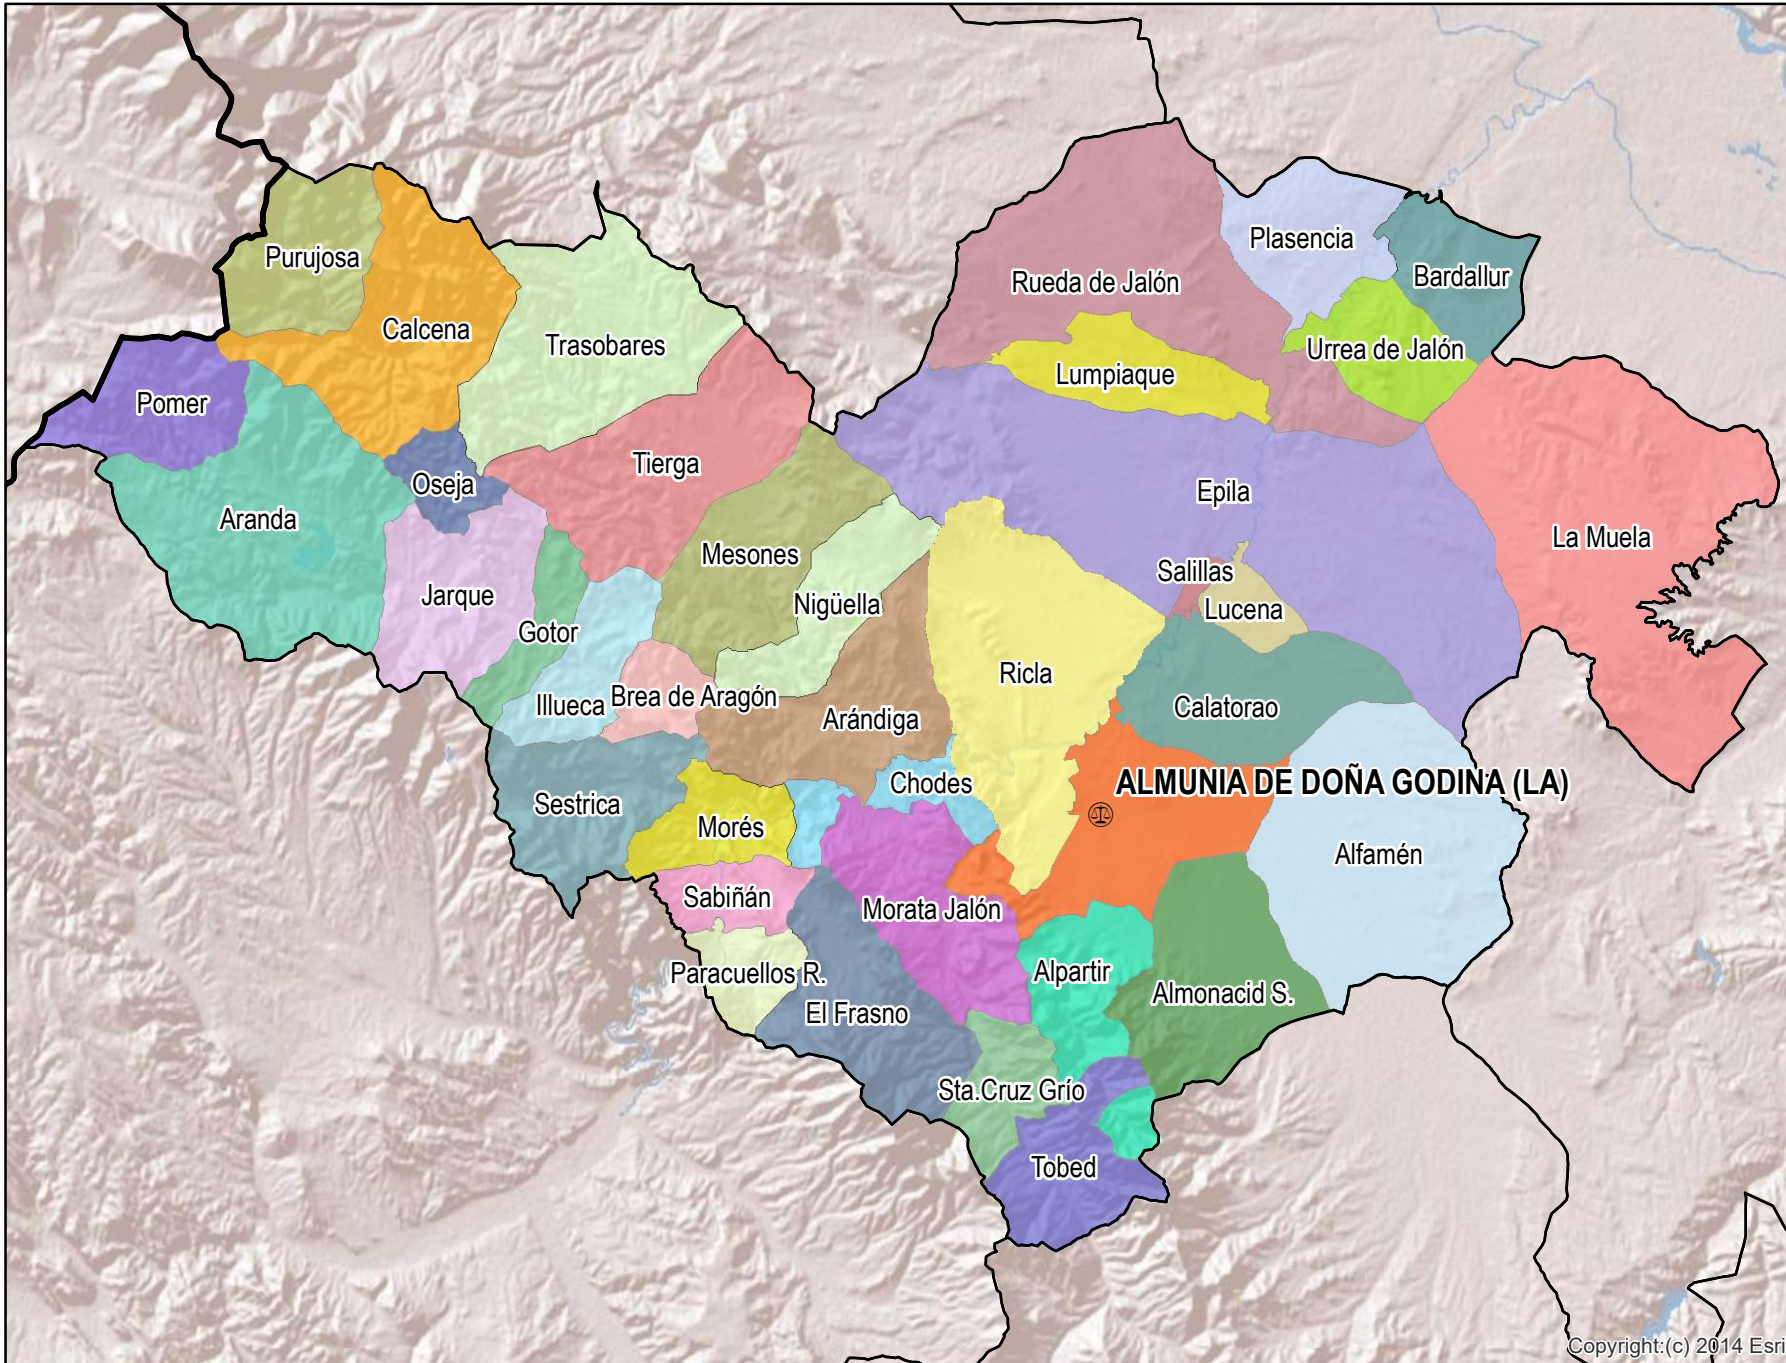 Purujosa
Plasencia
Bardallur
Rueda de Jalón
Calcena
Trasobares
Urrea de Jalón
Lumpiaque
Pomer
Tierga
Oseja
Epila
Aranda
La Muela
Mesones
Salillas
Jarque
Nigüella
Lucena
Gotor
Ricla
Illueca
Brea de Aragón
Arándiga
Calatorao
Chodes
ALMUNIA DE DOÑA GODINA (LA)
Sestrica
Morés
Alfamén
Sabiñán
Morata Jalón
Paracuellos R.
Alpartir
Almonacid S.
El Frasno
Sta.Cruz Grío
Tobed
Copyright:(c) 2014 Esri